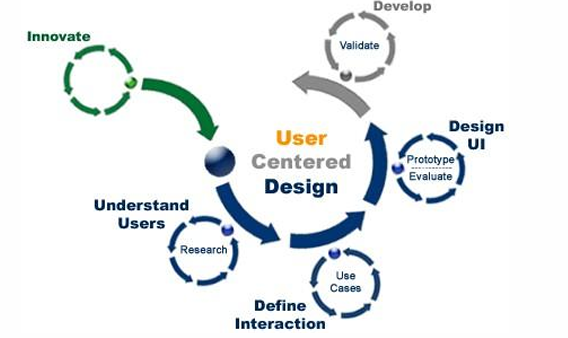 Develop
Validate
Innovate
User
Centered
Design
Design
UI
Prototype
Evaluate
Understand
Users
Research
Use
Cases
Define
Interaction